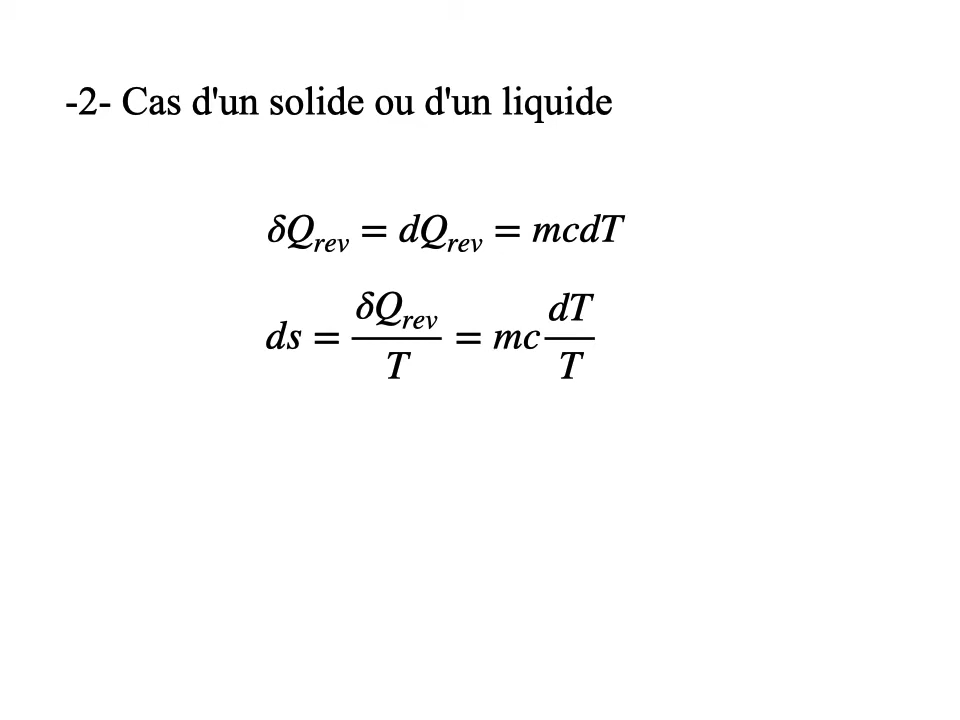 -2- Cas d'un solide ou d'un liquide
δQ_rev = dQ_rev = mcdT
ds = δQ_rev / T = mc dT / T